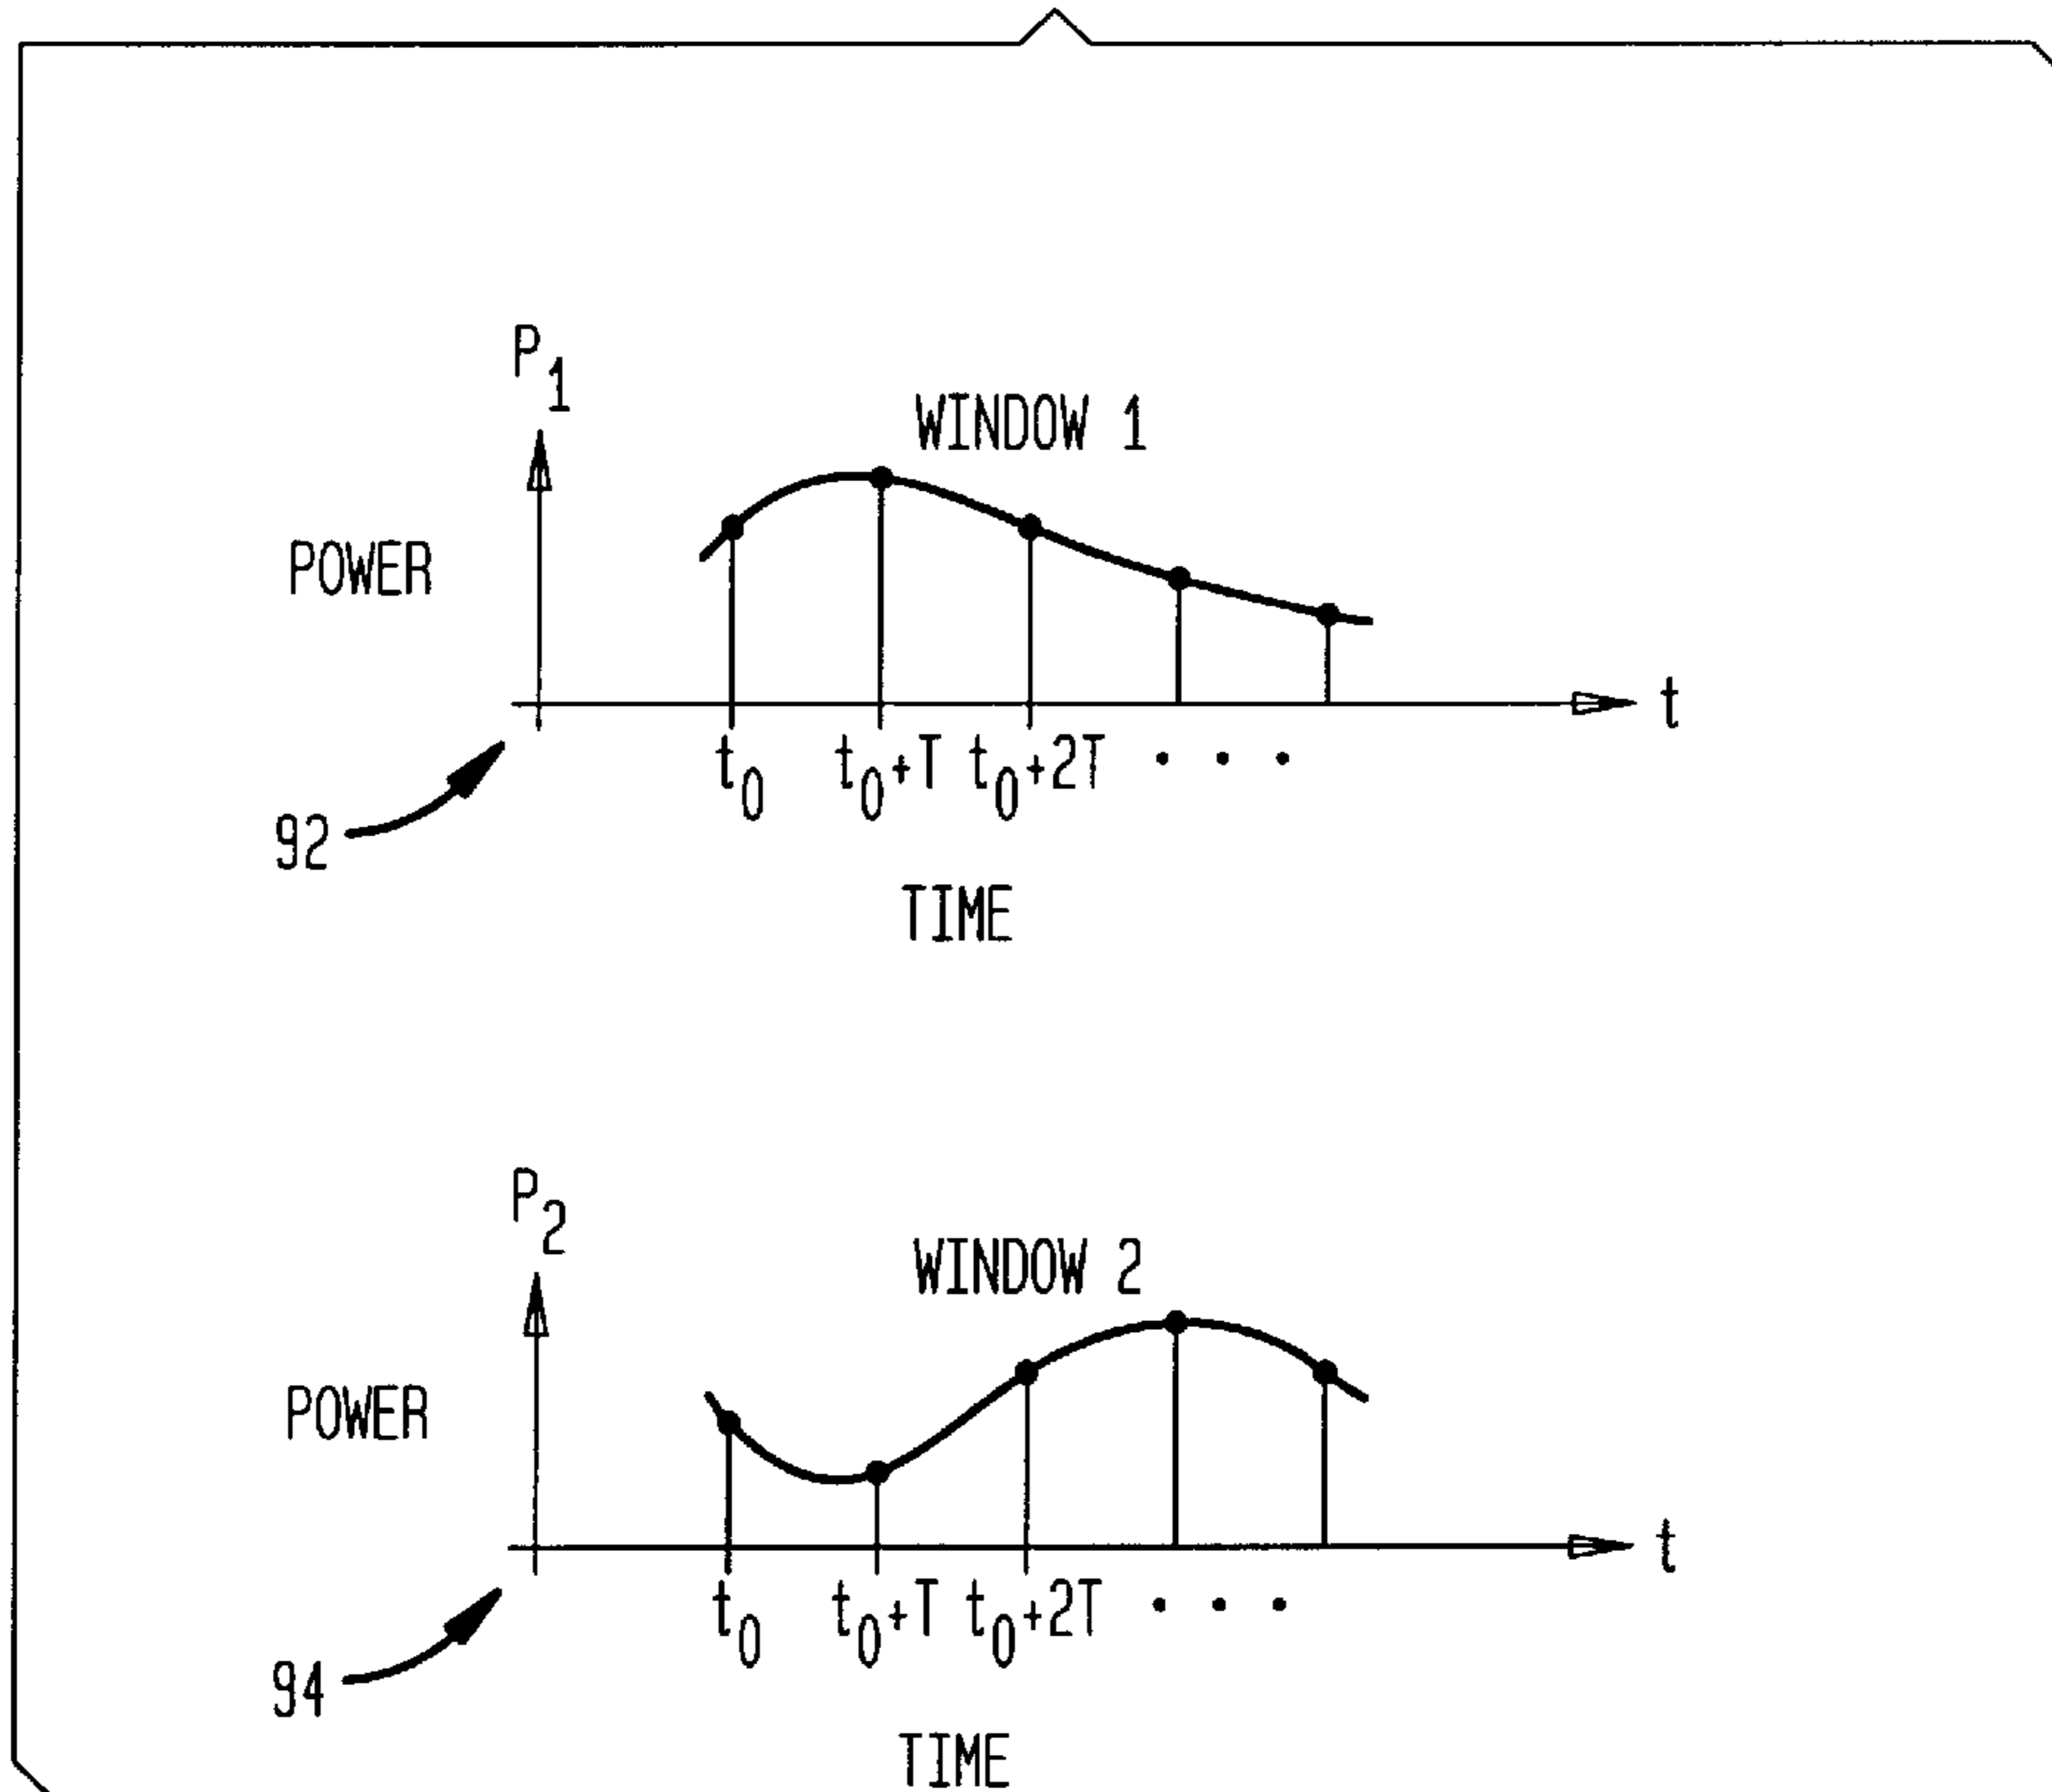 P₁
WINDOW 1
POWER
t
t₀ t₀+T t₀+2T . . .
92
TIME
P₂
WINDOW 2
POWER
t
t₀ t₀+T t₀+2T . . .
94
TIME